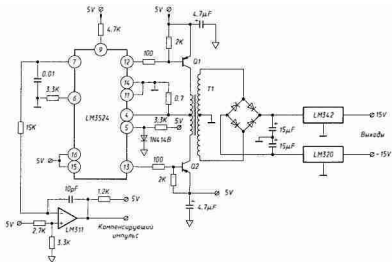 5V
4,7μF
4,7K
2K
9
7
12
100
Q1
0,01
14
11
3,3K
6
LM3524
4
5
0,7
T1
3,3K
5V
1N4148
LM342
15V
15μF
Выходы
15μF
LM320
-15V
15K
16
15
5V
13
100
2K
Q2
5V
10pF
1,2K
4,7μF
5V
2,7K
LM311
3,3K
Компенсирующий
импульс